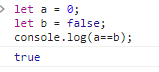 > let a = 0;
let b = false;
console.log(a==b);
true